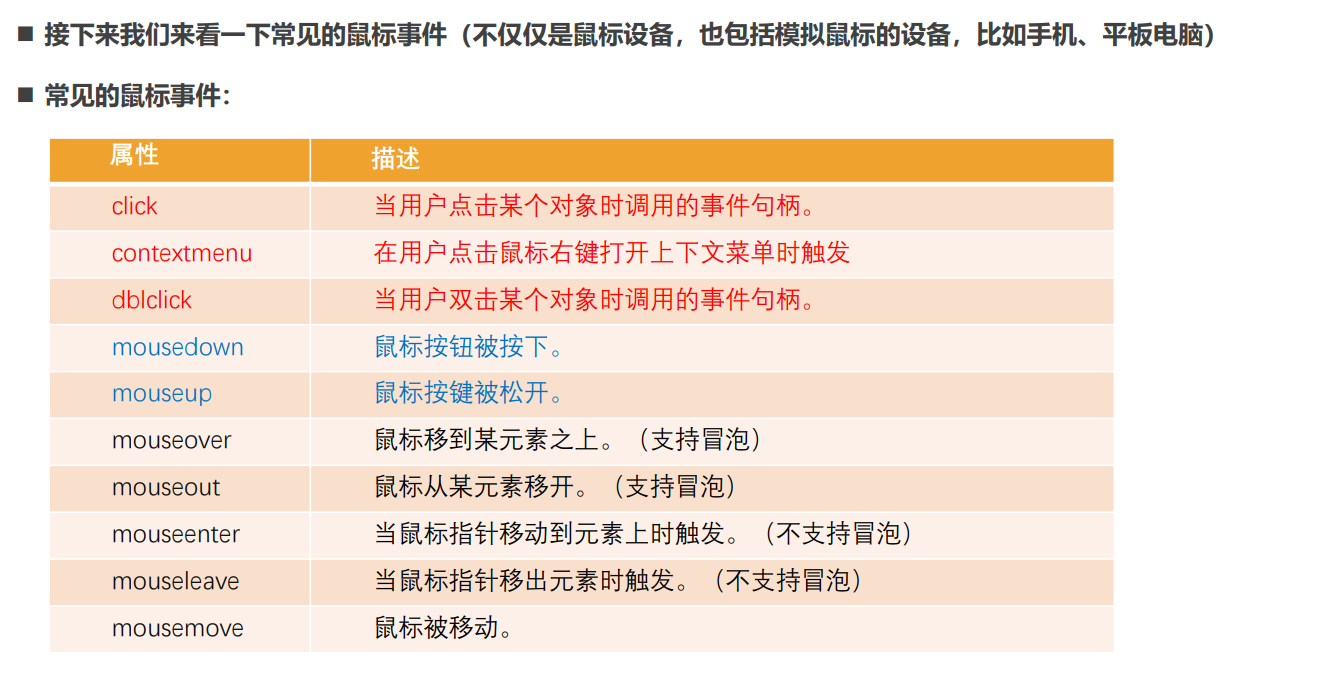 接下来我们来看一下常见的鼠标事件（不仅仅是鼠标设备，也包括模拟鼠标的设备，比如手机、平板电脑）
常见的鼠标事件：
属性 描述
click 当用户点击某个对象时调用的事件句柄。
contextmenu 在用户点击鼠标右键打开上下文菜单时触发
dblclick 当用户双击某个对象时调用的事件句柄。
mousedown 鼠标按钮被按下。
mouseup 鼠标按键被松开。
mouseover 鼠标移到某元素之上。（支持冒泡）
mouseout 鼠标从某元素移开。（支持冒泡）
mouseenter 当鼠标指针移动到元素上时触发。（不支持冒泡）
mouseleave 当鼠标指针移出元素时触发。（不支持冒泡）
mousemove 鼠标被移动。